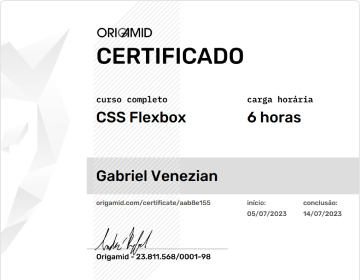 ORIGAMID
CERTIFICADO
curso completo
CSS Flexbox
carga horária
6 horas
Gabriel Venezian
origamid.com/certificate/aab8e155
início:
05/07/2023
conclusão:
14/07/2023
Origamid - 23.811.568/0001-98